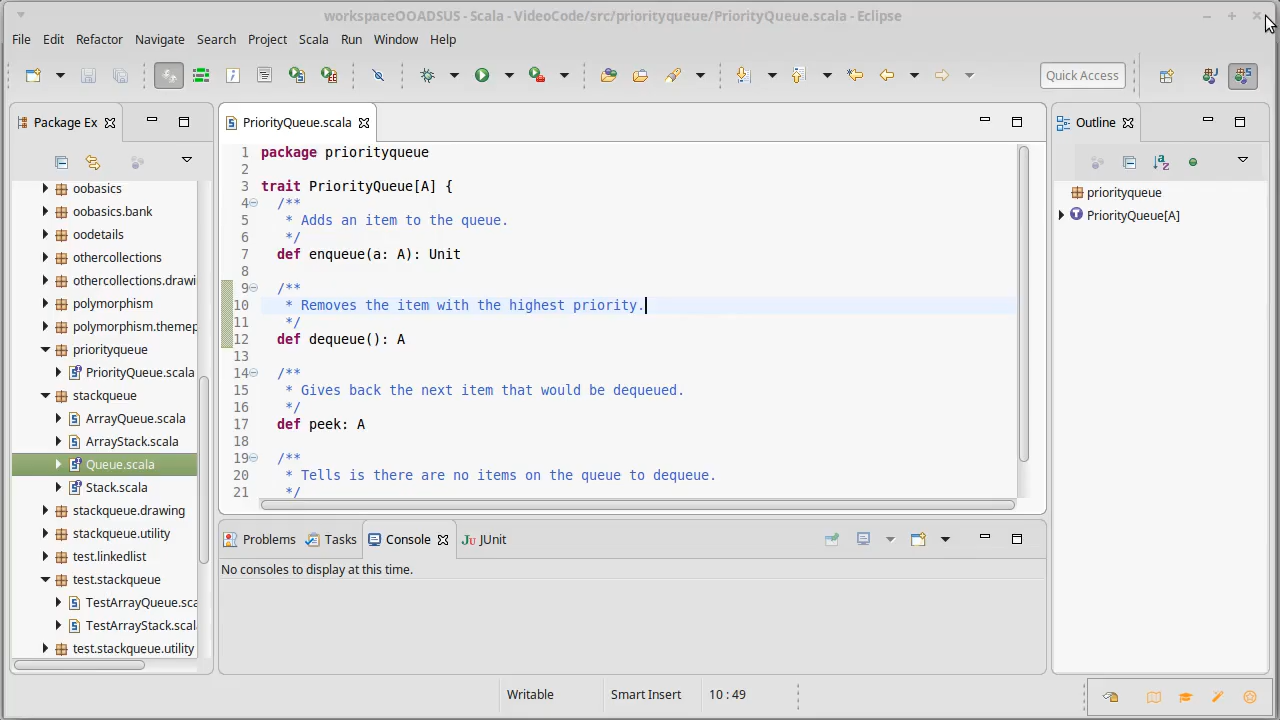 workspaceOOADSUS - Scala - VideoCode/src/priorityqueue/PriorityQueue.scala - Eclipse
File Edit Refactor Navigate Search Project Scala Run Window Help
Quick Access
Package Ex
oobasics
oobasics.bank
oodetails
othercollections
othercollections.drawi
polymorphism
polymorphism.themep
priorityqueue
PriorityQueue.scala
stackqueue
ArrayQueue.scala
ArrayStack.scala
Queue.scala
Stack.scala
stackqueue.drawing
stackqueue.utility
test.linkedlist
test.stackqueue
TestArrayQueue.sca
TestArrayStack.scal
test.stackqueue.utility
PriorityQueue.scala
1 package priorityqueue
2
3 trait PriorityQueue[A] {
4 /**
5 * Adds an item to the queue.
6 */
7 def enqueue(a: A): Unit
8
9 /**
10 * Removes the item with the highest priority.
11 */
12 def dequeue(): A
13
14 /**
15 * Gives back the next item that would be dequeued.
16 */
17 def peek: A
18
19 /**
20 * Tells is there are no items on the queue to dequeue.
21 */
Problems Tasks Console JUnit
No consoles to display at this time.
Outline
priorityqueue
PriorityQueue[A]
Writable Smart Insert 10 : 49